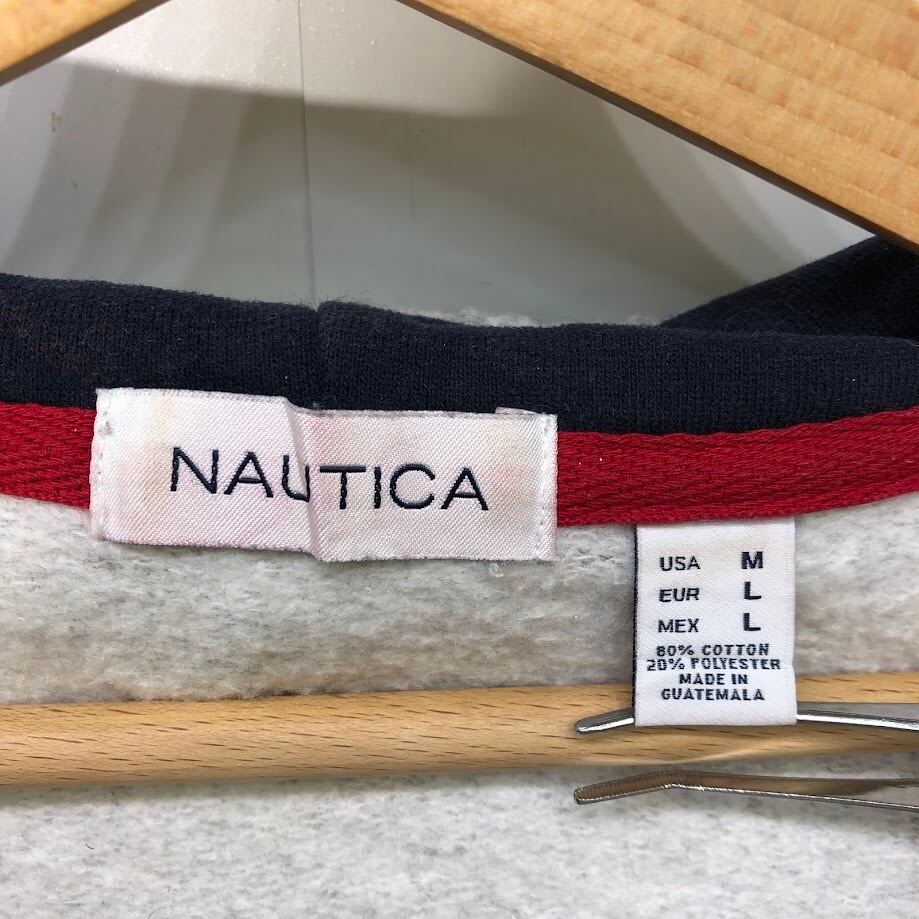 NAUTICA
USA M
EUR L
MEX L
80% COTTON
20% POLYESTER
MADE IN
GUATEMALA